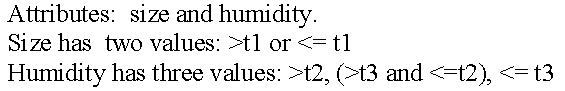 Attributes: size and humidity.
Size has two values: >t1 or <= t1
Humidity has three values: >t2, (>t3 and <=t2), <= t3